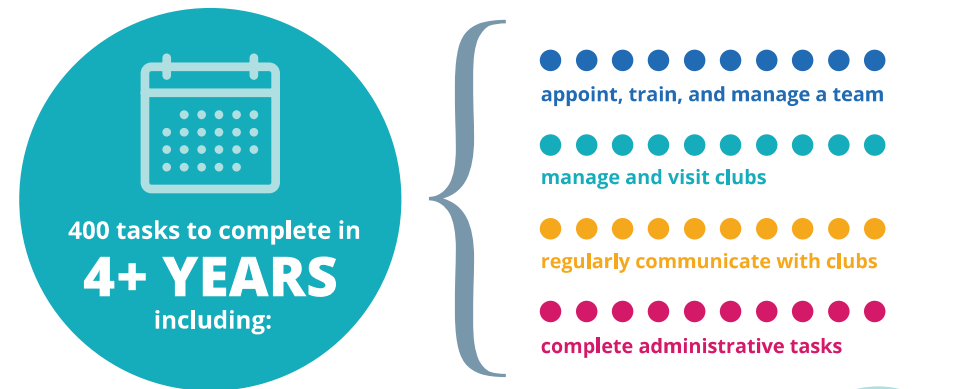 400 tasks to complete in
4+ YEARS
including:
appoint, train, and manage a team
manage and visit clubs
regularly communicate with clubs
complete administrative tasks